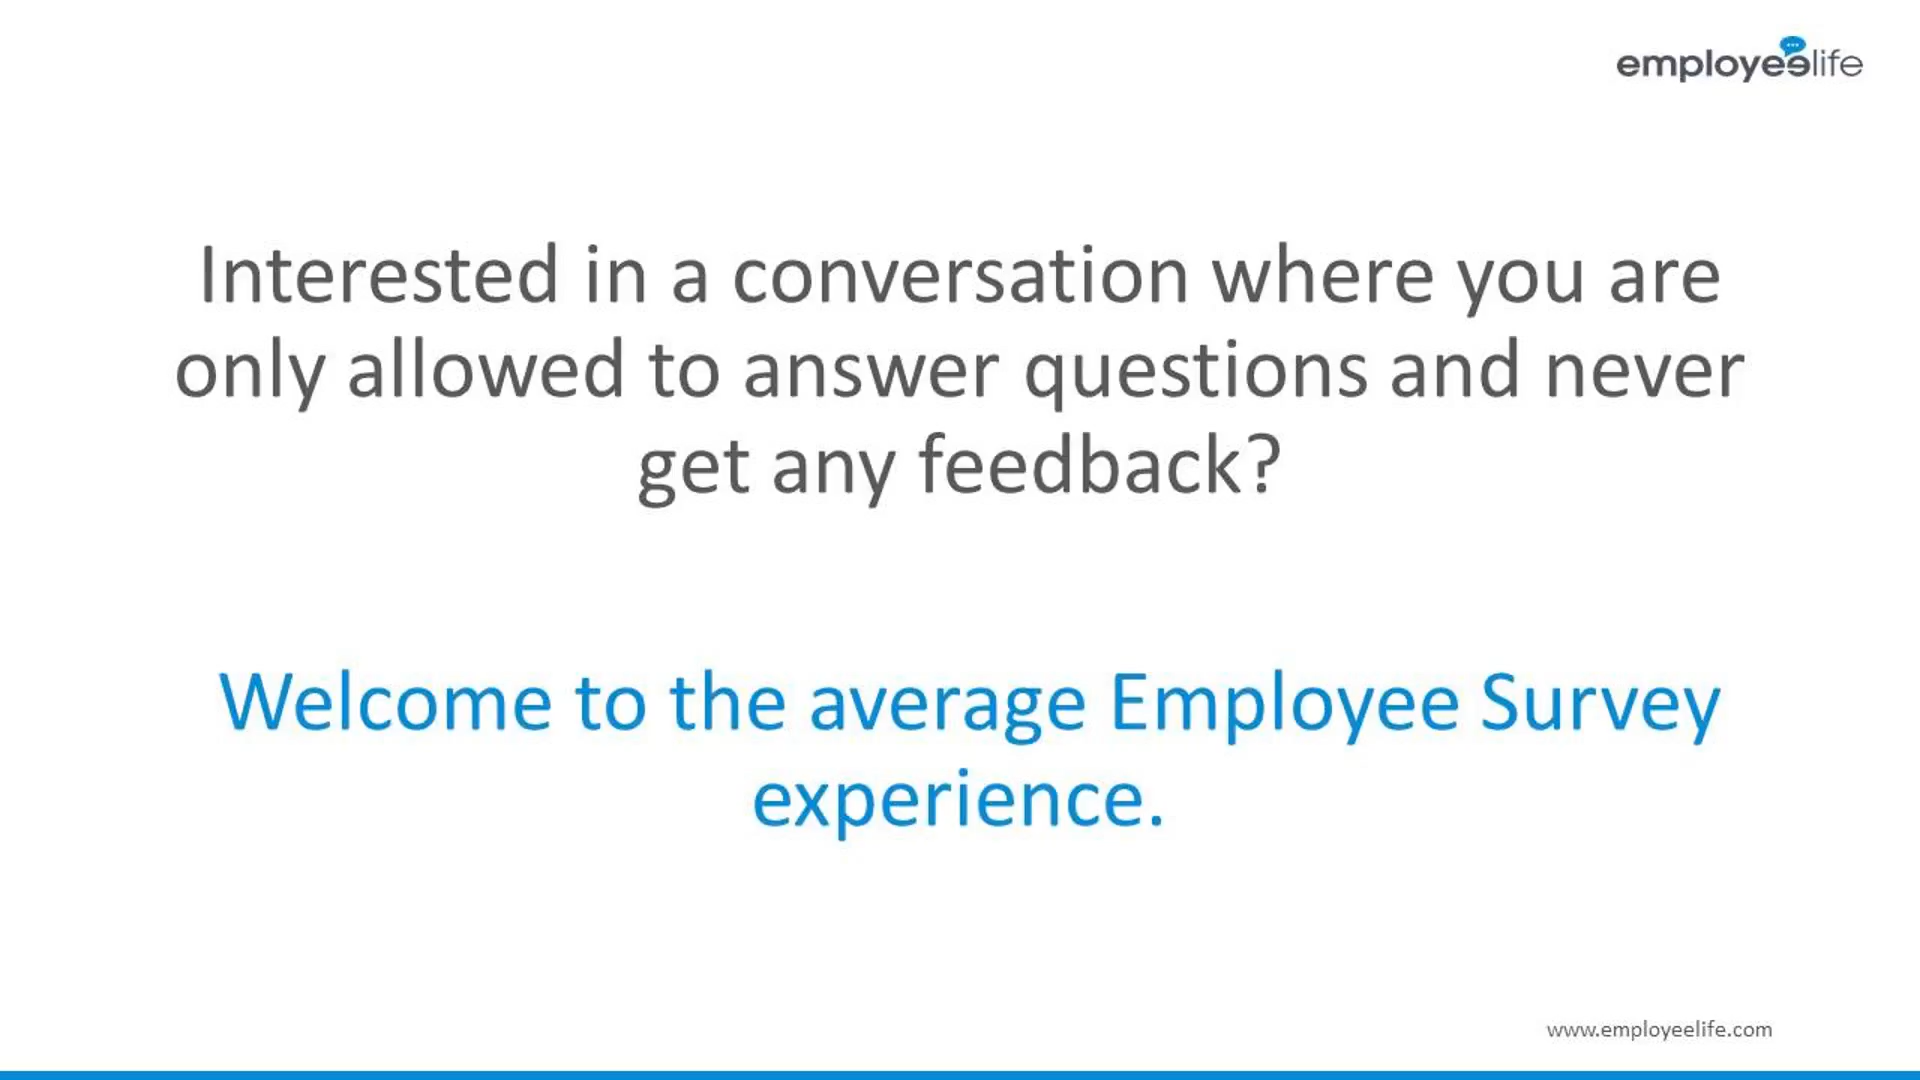 employeelife
Interested in a conversation where you are
only allowed to answer questions and never
get any feedback?
Welcome to the average Employee Survey
experience.
www.employeelife.com